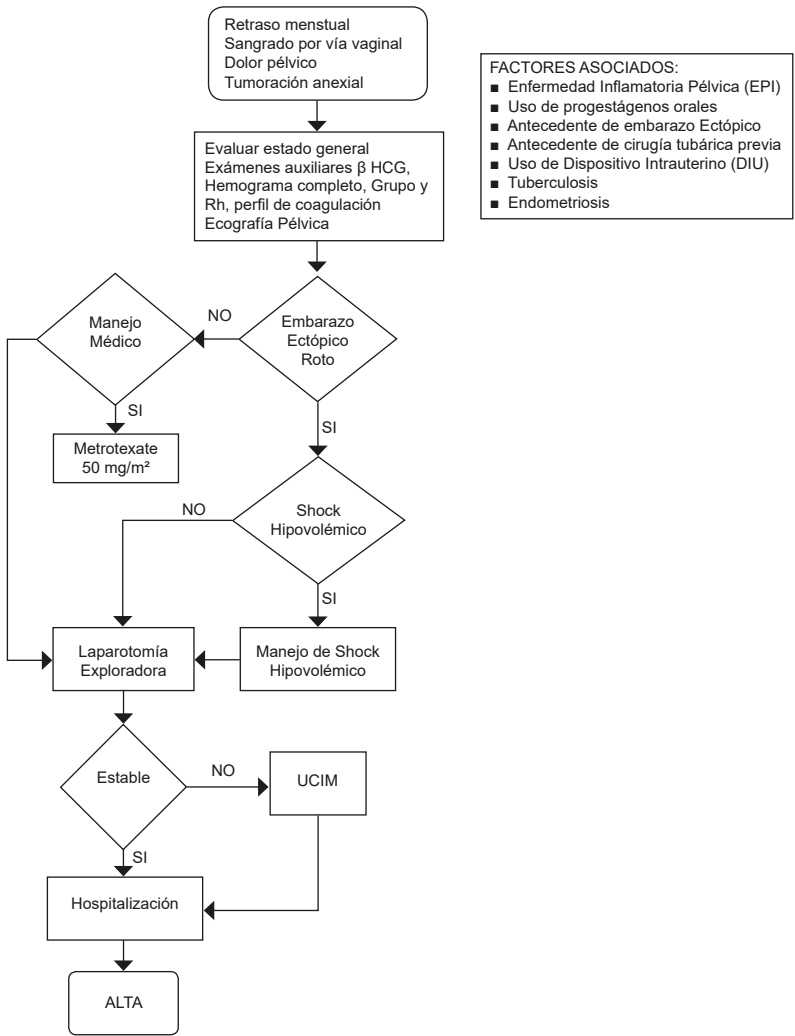 Retraso menstrual
Sangrado por vía vaginal
Dolor pélvico
Tumoración anexial
FACTORES ASOCIADOS:
■ Enfermedad Inflamatoria Pélvica (EPI)
■ Uso de progestágenos orales
■ Antecedente de embarazo Ectópico
■ Antecedente de cirugía tubárica previa
■ Uso de Dispositivo Intrauterino (DIU)
■ Tuberculosis
■ Endometriosis
Evaluar estado general
Exámenes auxiliares β HCG,
Hemograma completo, Grupo y
Rh, perfil de coagulación
Ecografía Pélvica
Manejo
Médico
NO
Embarazo
Ectópico
Roto
SI
Metrotexate
50 mg/m²
SI
NO
Shock
Hipovolémico
SI
Laparotomía
Exploradora
Manejo de Shock
Hipovolémico
Estable
NO
UCIM
SI
Hospitalización
ALTA